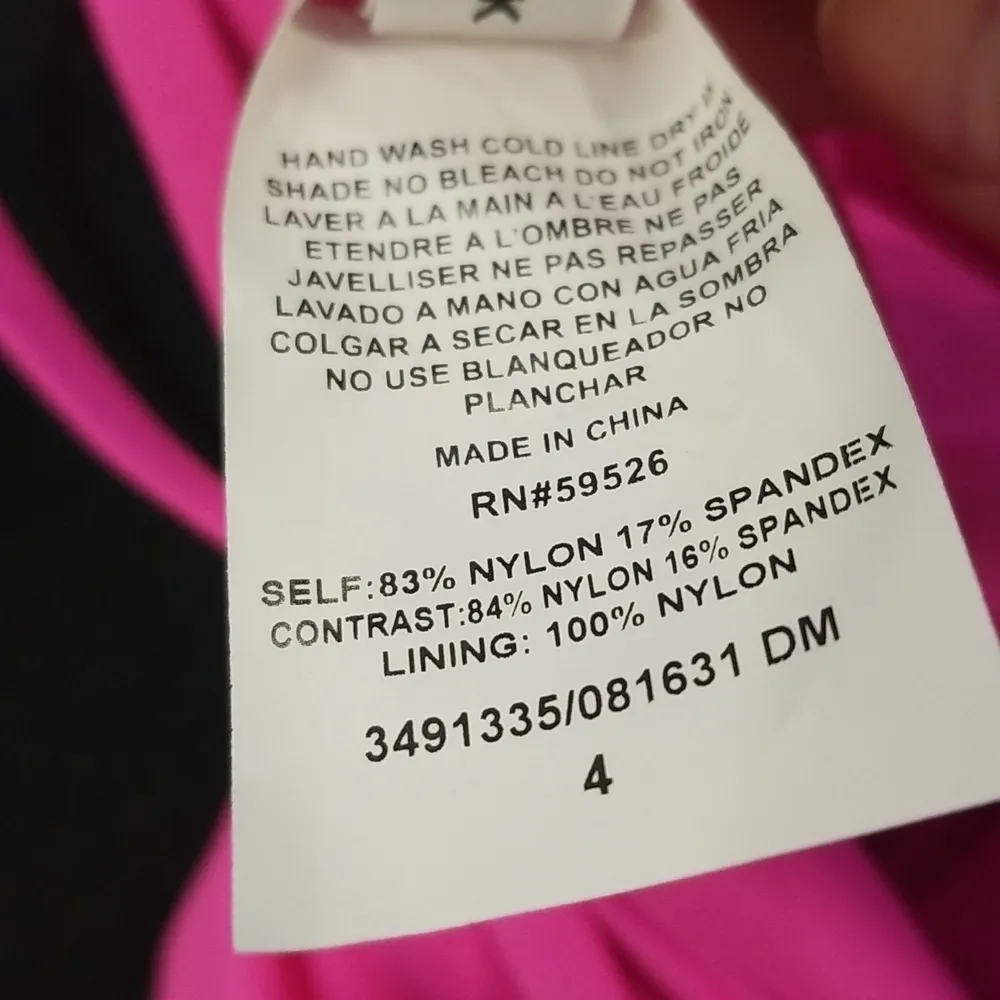 HAND WASH COLD LINE DRY IN
SHADE NO BLEACH DO NOT IRON
LAVER A LA MAIN A L'EAU FROIDE
ETENDRE A L'OMBRE NE PAS
JAVELLISER NE PAS REPASSER
LAVADO A MANO CON AGUA FRIA
COLGAR A SECAR EN LA SOMBRA
NO USE BLANQUEADOR NO
PLANCHAR
MADE IN CHINA
RN#59526
SELF:83% NYLON 17% SPANDEX
CONTRAST:84% NYLON 16% SPANDEX
LINING: 100% NYLON
3491335/081631 DM
4